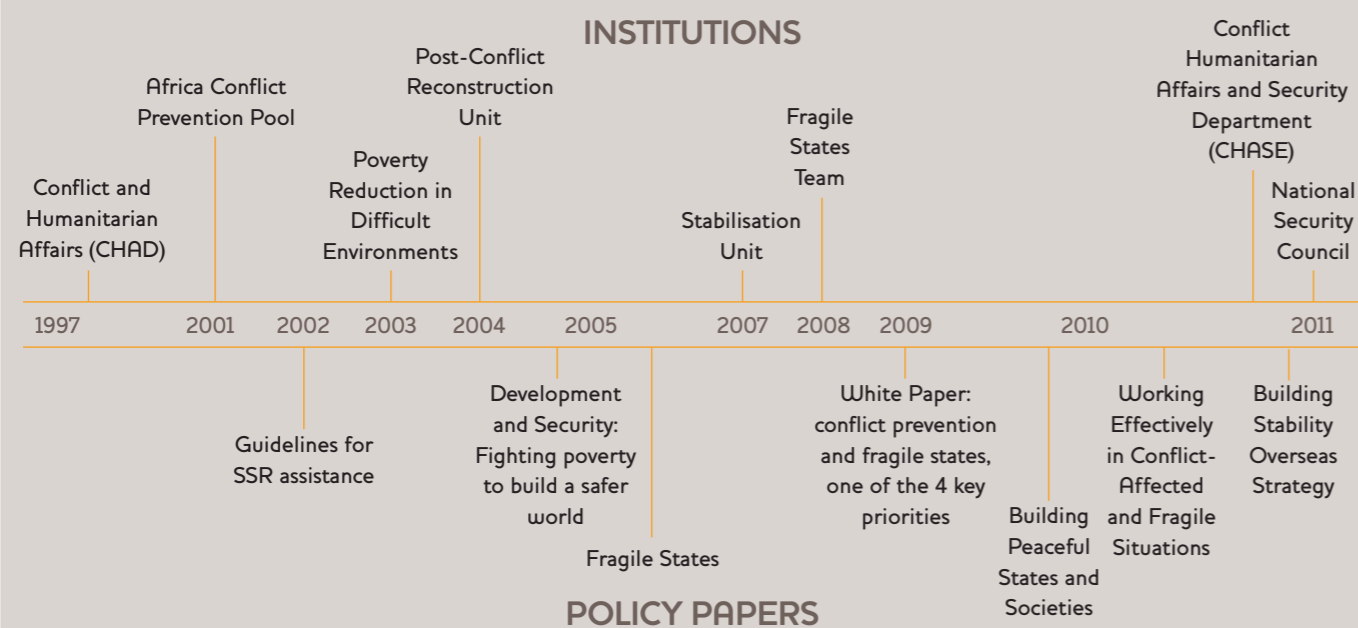 INSTITUTIONS
Conflict and
Humanitarian
Affairs (CHAD)
Africa Conflict
Prevention Pool
Poverty
Reduction in
Difficult
Environments
Post-Conflict
Reconstruction
Unit
Stabilisation
Unit
Fragile
States
Team
Conflict
Humanitarian
Affairs and Security
Department
(CHASE)
National
Security
Council
1997 2001 2002 2003 2004 2005 2007 2008 2009 2010 2011
Guidelines for
SSR assistance
Development
and Security:
Fighting poverty
to build a safer
world
Fragile States
White Paper:
conflict prevention
and fragile states,
one of the 4 key
priorities
Building
Peaceful
States and
Societies
Working
Effectively
in Conflict-
Affected
and Fragile
Situations
Building
Stability
Overseas
Strategy
POLICY PAPERS